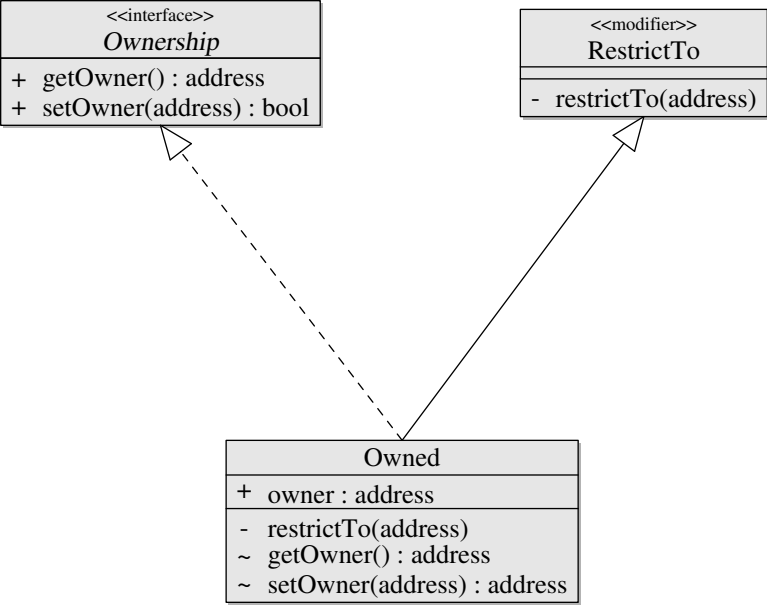 <<interface>>
Ownership
+ getOwner() : address
+ setOwner(address) : bool
<<modifier>>
RestrictTo
- restrictTo(address)
Owned
+ owner : address
- restrictTo(address)
~ getOwner() : address
~ setOwner(address) : address